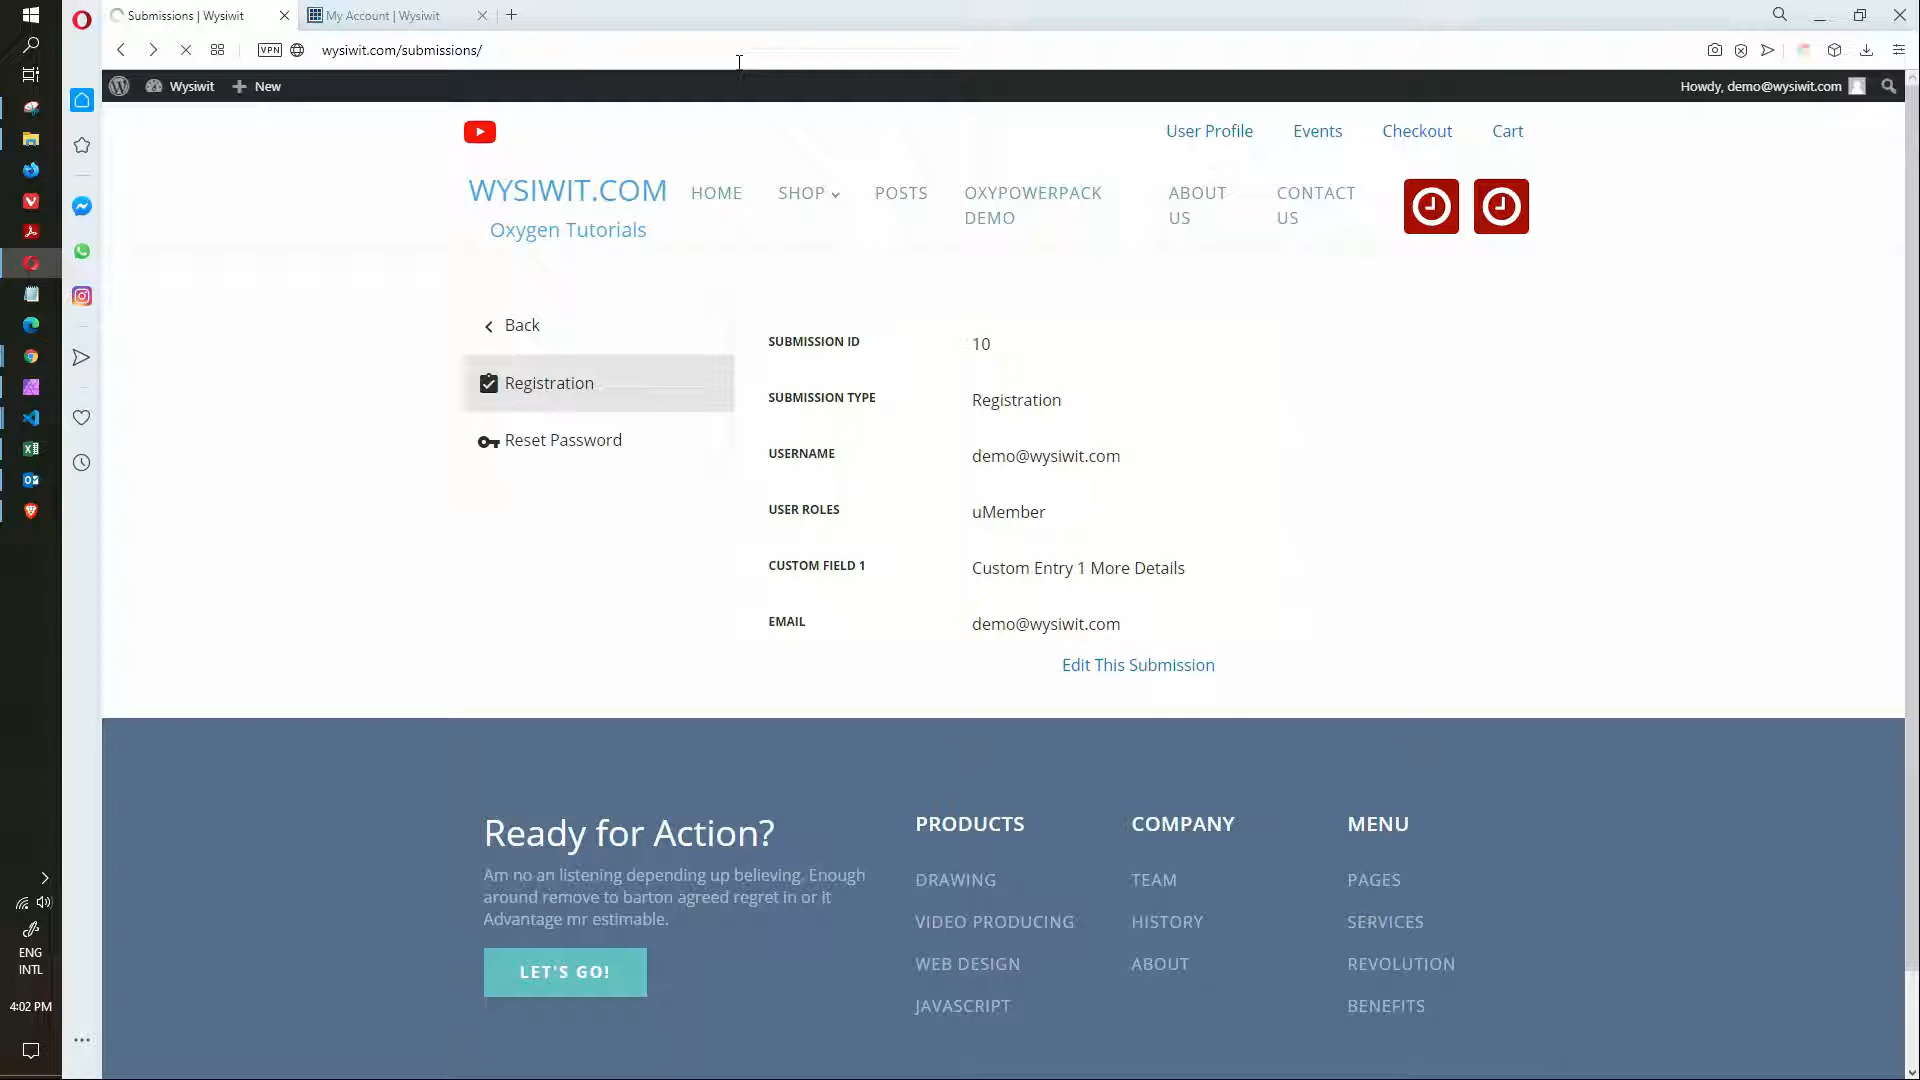 Submissions | Wysiwit
My Account | Wysiwit
VPN
wysiwit.com/submissions/
Wysiwit
New
Howdy, demo@wysiwit.com
User Profile
Events
Checkout
Cart
WYSIWIT.COM
Oxygen Tutorials
HOME
SHOP
POSTS
OXYPOWERPACK
DEMO
ABOUT
US
CONTACT
US
Back
Registration
Reset Password
SUBMISSION ID
10
SUBMISSION TYPE
Registration
USERNAME
demo@wysiwit.com
USER ROLES
uMember
CUSTOM FIELD 1
Custom Entry 1 More Details
EMAIL
demo@wysiwit.com
Edit This Submission
Ready for Action?
Am no an listening depending up believing. Enough
around remove to barton agreed regret in or it
Advantage mr estimable.
LET'S GO!
PRODUCTS
DRAWING
VIDEO PRODUCING
WEB DESIGN
JAVASCRIPT
COMPANY
TEAM
HISTORY
ABOUT
MENU
PAGES
SERVICES
REVOLUTION
BENEFITS
ENG
INTL
4:02 PM